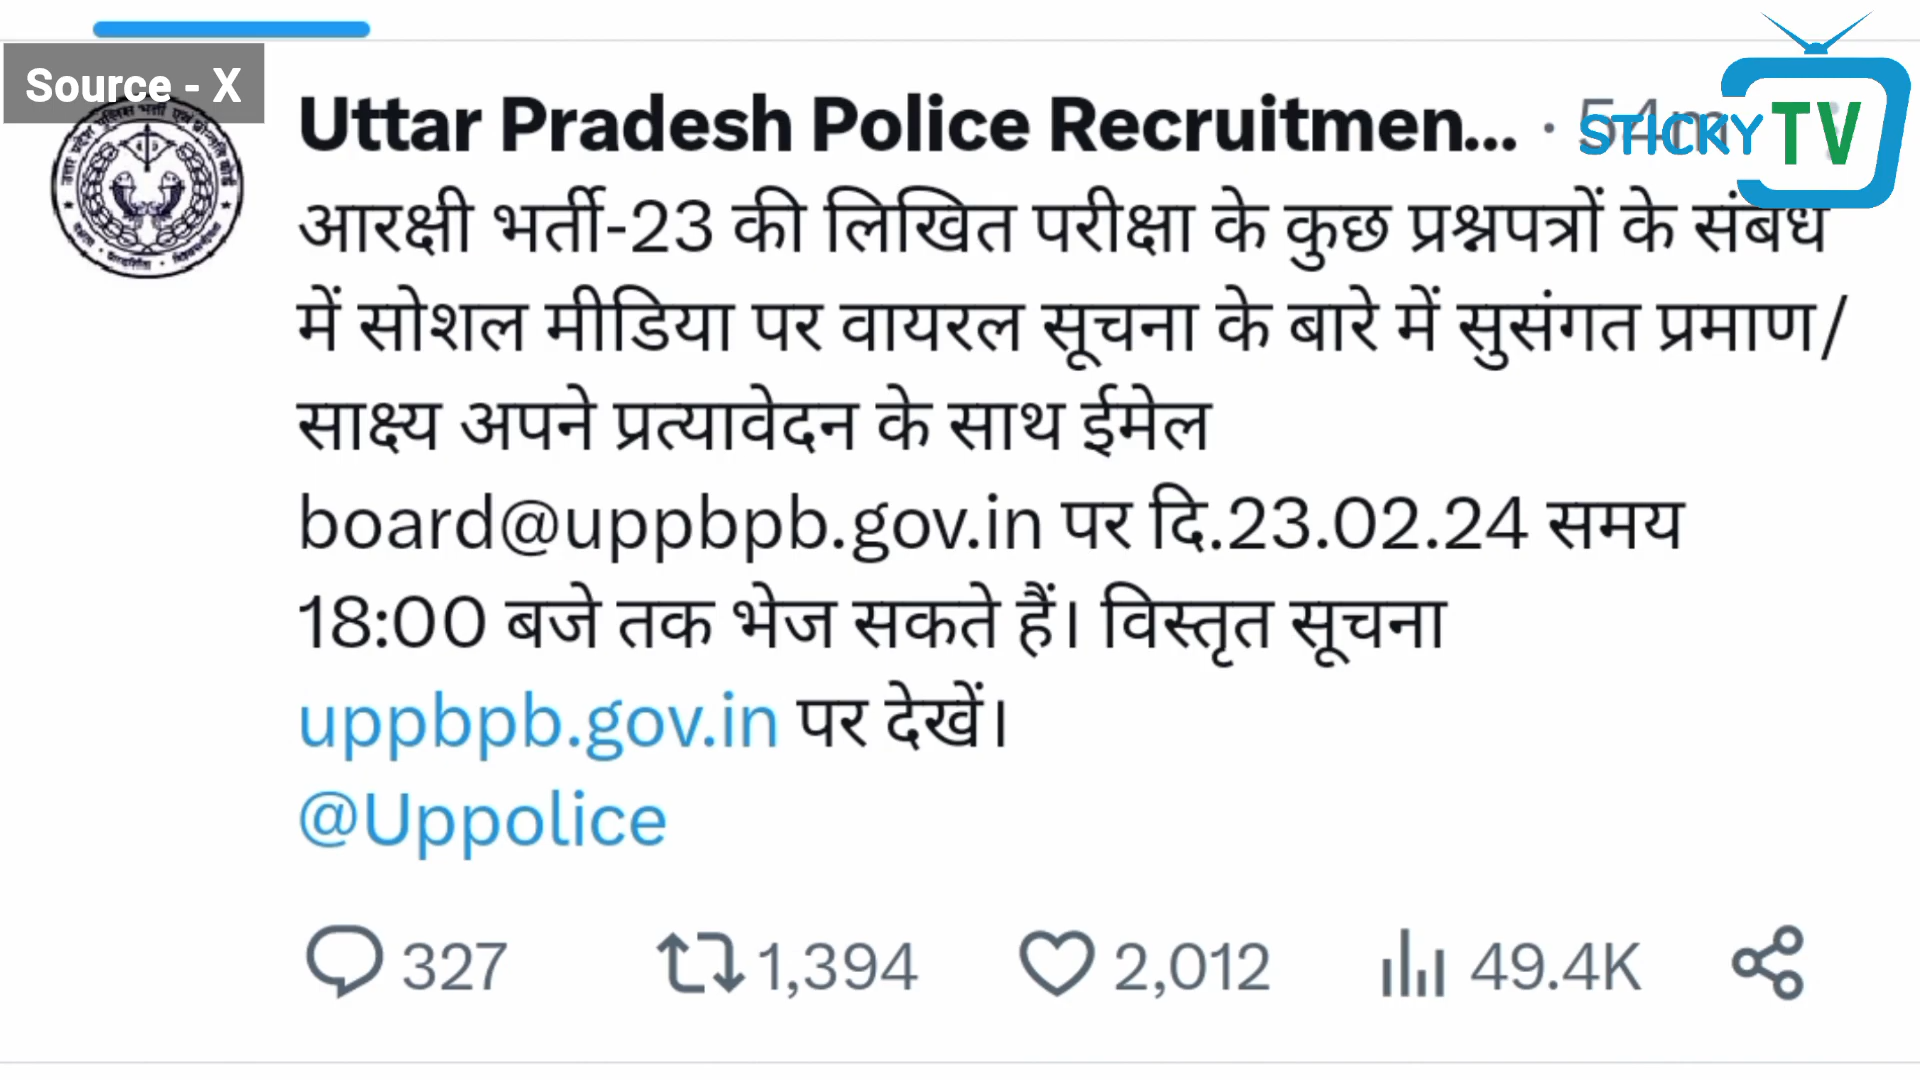 Source - X
Uttar Pradesh Police Recruitmen... · 54m
STICKY TV
आरक्षी भर्ती-23 की लिखित परीक्षा के कुछ प्रश्नपत्रों के संबंध
में सोशल मीडिया पर वायरल सूचना के बारे में सुसंगत प्रमाण/
साक्ष्य अपने प्रत्यावेदन के साथ ईमेल
board@uppbpb.gov.in पर दि.23.02.24 समय
18:00 बजे तक भेज सकते हैं। विस्तृत सूचना
uppbpb.gov.in पर देखें।
@Uppolice
327 1,394 2,012 49.4K